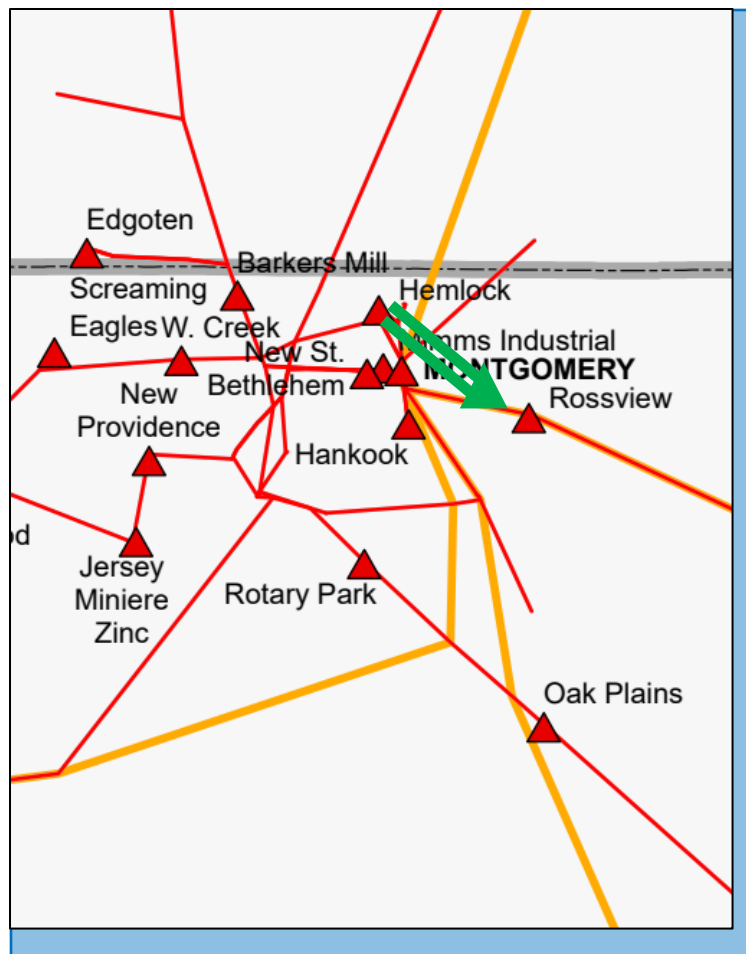 Edgoten
Barkers Mill
Screaming
Hemlock
Eagles W. Creek
New St.
Industrial
Bethlehem
MONTGOMERY
New
Providence
Rossview
Hankook
od
Jersey
Miniere
Zinc
Rotary Park
Oak Plains